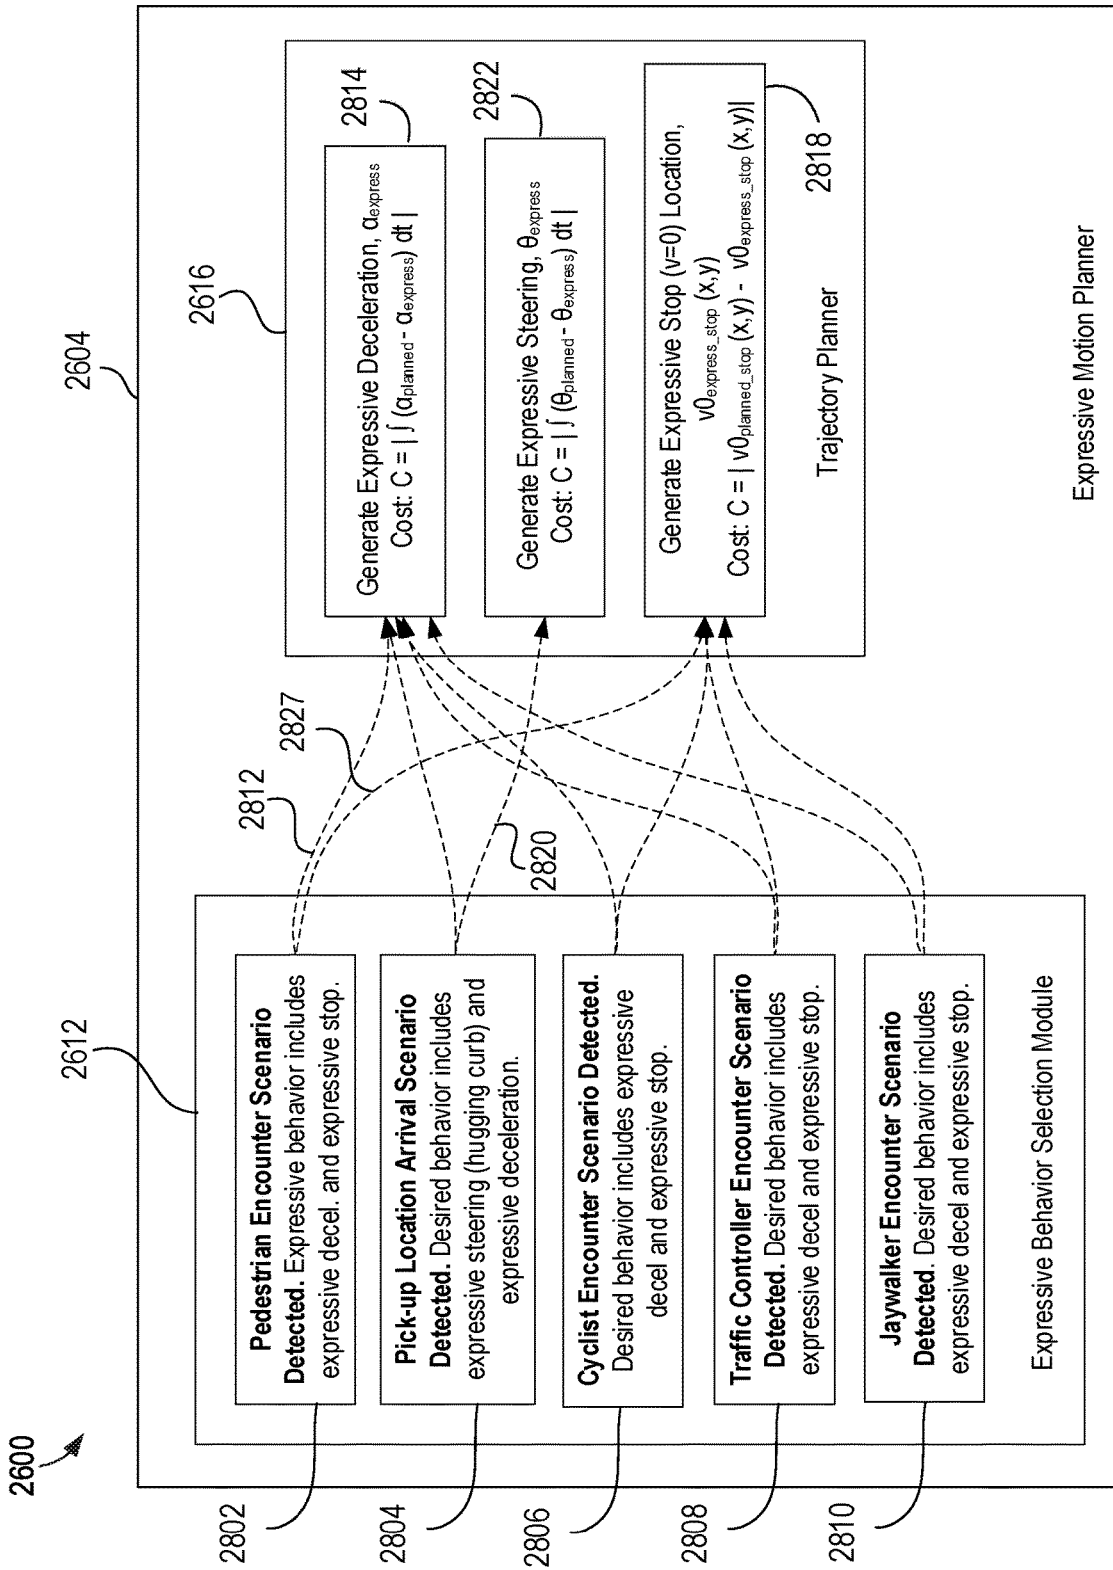 2600
2604
2612
2616
2802
Pedestrian Encounter Scenario
Detected. Expressive behavior includes
expressive decel. and expressive stop.
2804
Pick-up Location Arrival Scenario
Detected. Desired behavior includes
expressive steering (hugging curb) and
expressive deceleration.
2806
Cyclist Encounter Scenario Detected.
Desired behavior includes expressive
decel and expressive stop.
2808
Traffic Controller Encounter Scenario
Detected. Desired behavior includes
expressive decel and expressive stop.
2810
Jaywalker Encounter Scenario
Detected. Desired behavior includes
expressive decel and expressive stop.
Expressive Behavior Selection Module
2812
2827
2820
2814
Generate Expressive Deceleration, αexpress
Cost: C = | ∫ (αplanned - αexpress) dt |
2822
Generate Expressive Steering, θexpress
Cost: C = | ∫ (θplanned - θexpress) dt |
Generate Expressive Stop (v=0) Location,
v0express_stop (x,y)
Cost: C = | v0planned_stop (x,y) - v0express_stop (x,y)|
2818
Trajectory Planner
Expressive Motion Planner